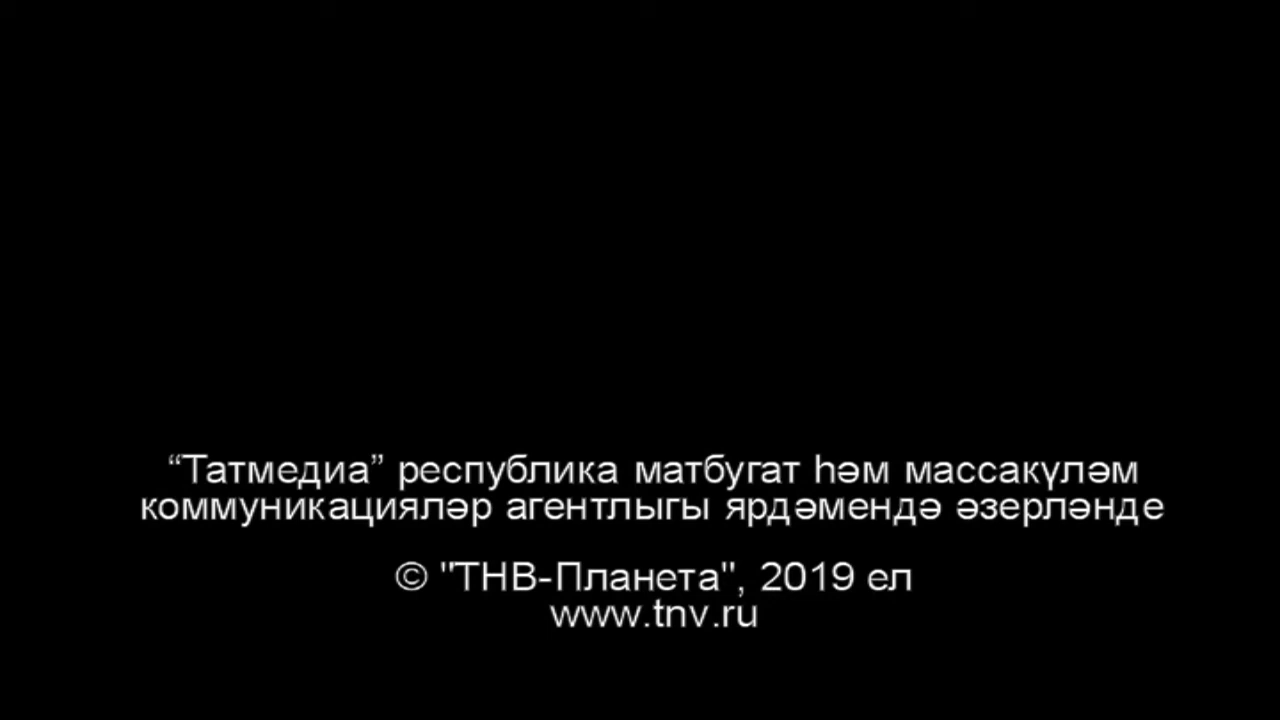 “Татмедиа” республика матбугат һәм массакүләм
коммуникацияләр агентлыгы ярдәмендә әзерләнде
© "ТНВ-Планета", 2019 ел
www.tnv.ru